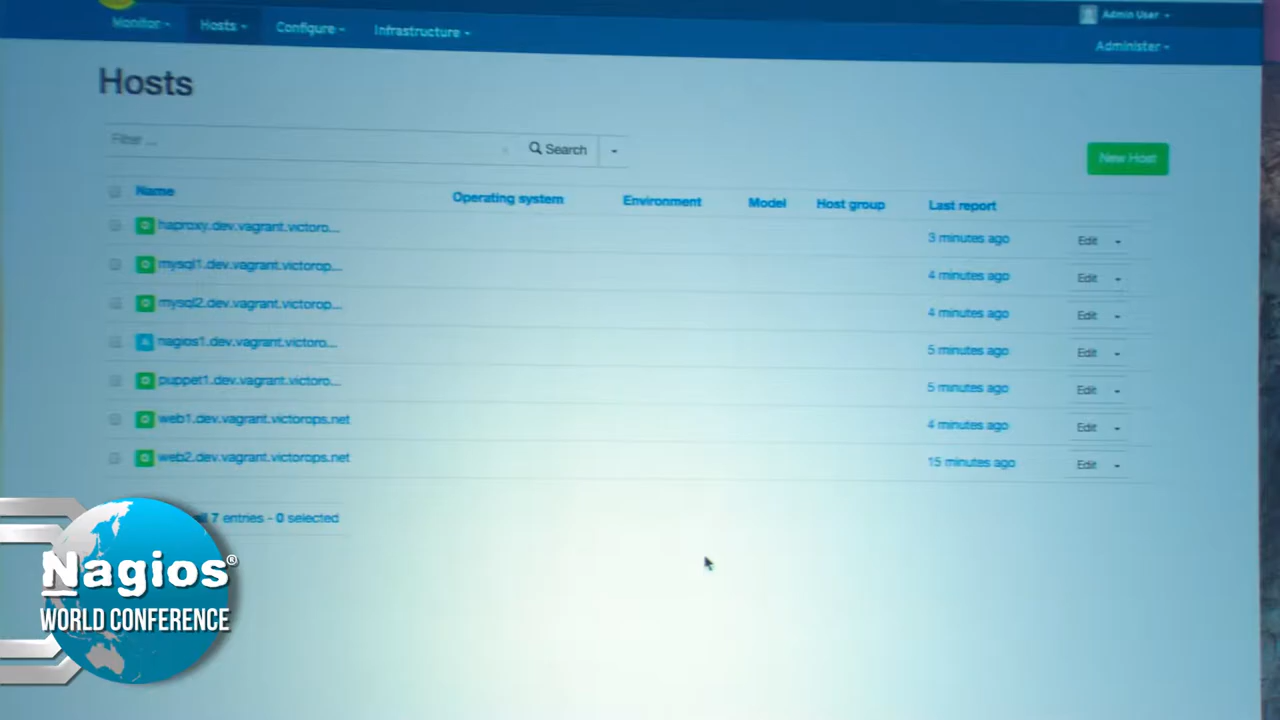 Monitor
Hosts
Configure
Infrastructure
Admin User
Administer
Hosts
Filter ...
Search
New Host
Name
Operating system
Environment
Model
Host group
Last report
O haproxy.dev.vagrant.victoro...
3 minutes ago
Edit
O mysql1.dev.vagrant.victorop...
4 minutes ago
Edit
O mysql2.dev.vagrant.victorop...
4 minutes ago
Edit
A nagios1.dev.vagrant.victoro...
5 minutes ago
Edit
O puppet1.dev.vagrant.victoro...
5 minutes ago
Edit
O web1.dev.vagrant.victorops.net
4 minutes ago
Edit
O web2.dev.vagrant.victorops.net
15 minutes ago
Edit
7 entries - 0 selected
Nagios®
WORLD CONFERENCE